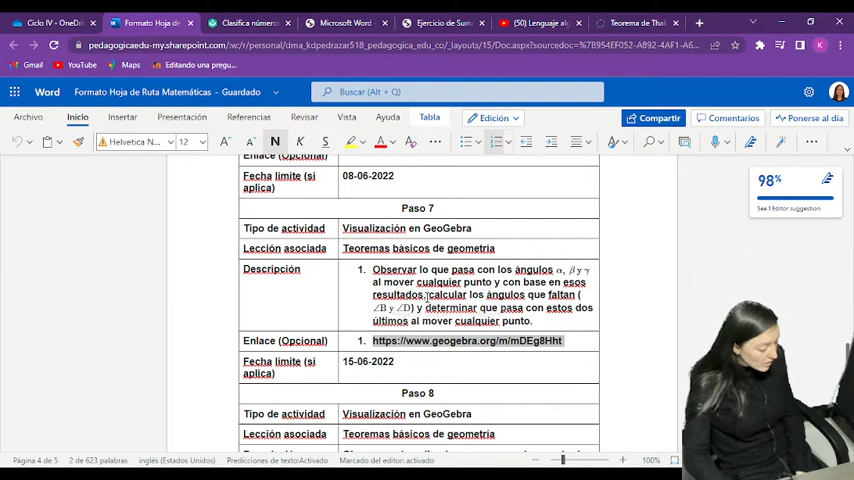 Ciclo IV - OneDri
Formato Hoja de
Clasifica números
Microsoft Word -
Ejercicio de Suma
(50) Lenguaje alg
Teorema de Thale
pedagogicaedu-my.sharepoint.com/:w:/r/personal/dma_kdpedrazar518_pedagogica_edu_co/_layouts/15/Doc.aspx?sourcedoc=%7B954EF052-A892-4FC1-A6...
K
Gmail
YouTube
Maps
Editando una pregu...
Word
Formato Hoja de Ruta Matemáticas - Guardado
Buscar (Alt + Q)
Archivo
Inicio
Insertar
Presentación
Referencias
Revisar
Vista
Ayuda
Tabla
Edición
Compartir
Comentarios
Ponerse al día
Helvetica N...
12
N
K
S
A
Enlace (Opcional)
Fecha limite (si aplica)
08-06-2022
Paso 7
Tipo de actividad
Visualización en GeoGebra
Lección asociada
Teoremas básicos de geometría
Descripción
1. Observar lo que pasa con los ángulos α, β y γ
al mover cualquier punto y con base en esos
resultados calcular los ángulos que faltan (
∠B y ∠D) y determinar que pasa con estos dos
últimos al mover cualquier punto.
Enlace (Opcional)
1. https://www.geogebra.org/m/mDEg8Hht
Fecha limite (si
aplica)
15-06-2022
Paso 8
Tipo de actividad
Visualización en GeoGebra
Lección asociada
Teoremas básicos de geometría
98%
See 1 Editor suggestion
Página 4 de 5
2 de 623 palabras
inglés (Estados Unidos)
Predicciones de texto: Activado
Marcador del editor: activado
100%